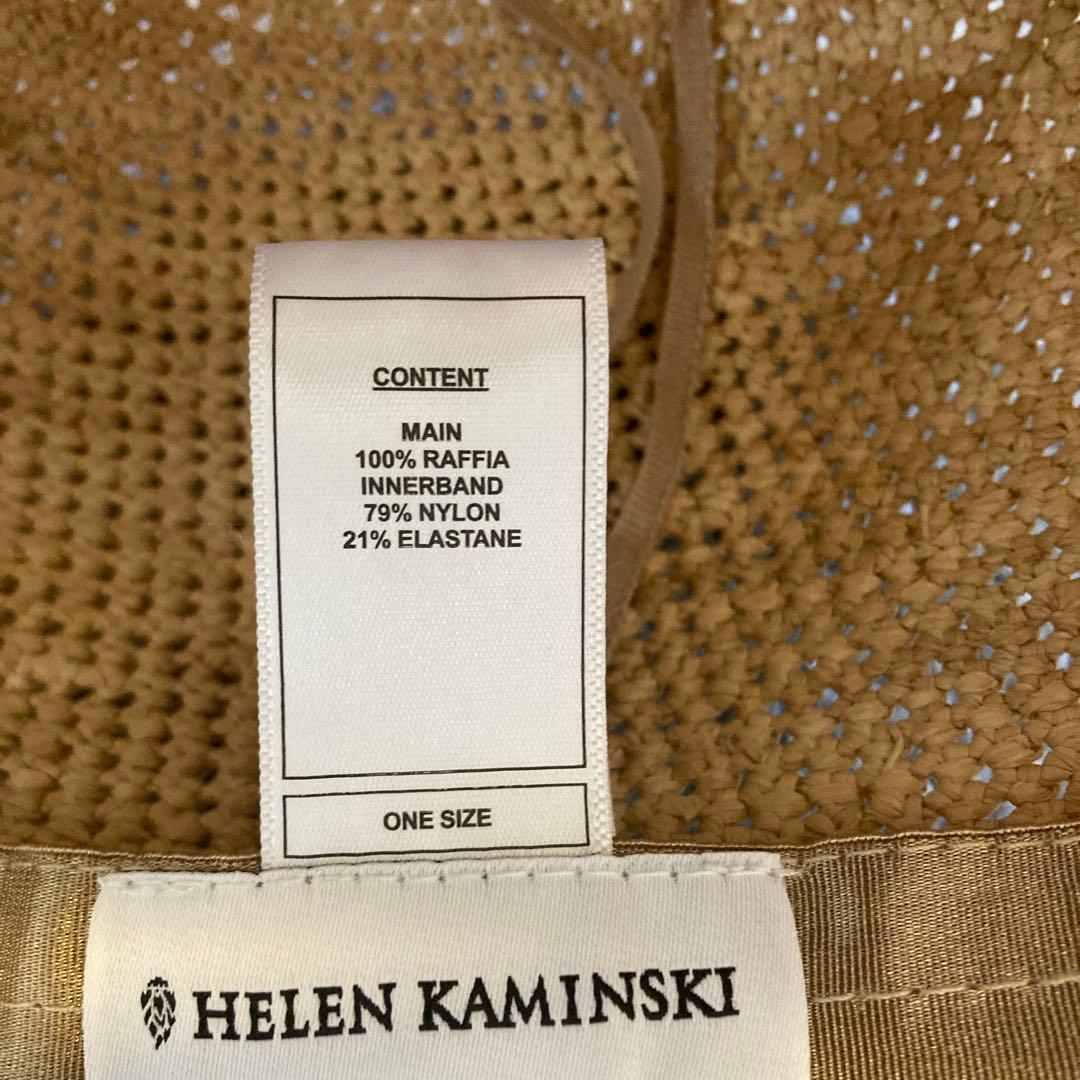 CONTENT
MAIN
100% RAFFIA
INNERBAND
79% NYLON
21% ELASTANE
ONE SIZE
HELEN KAMINSKI